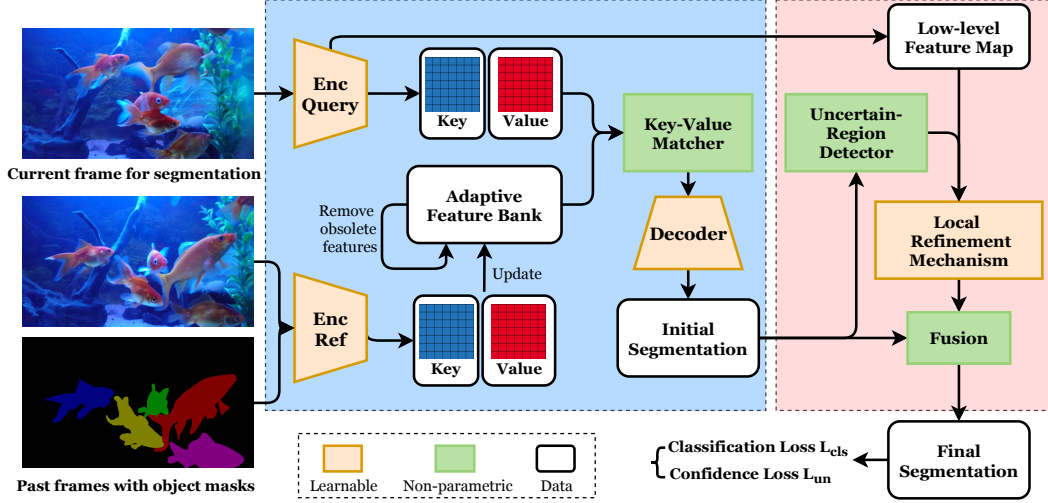 Current frame for segmentation
Past frames with object masks
Enc
Query
Key
Value
Adaptive
Feature Bank
Remove
obsolete
features
Update
Enc
Ref
Key
Value
Key-Value
Matcher
Decoder
Initial
Segmentation
Low-level
Feature Map
Uncertain-
Region
Detector
Local
Refinement
Mechanism
Fusion
Final
Segmentation
Classification Loss L_cls
Confidence Loss L_un
Learnable
Non-parametric
Data